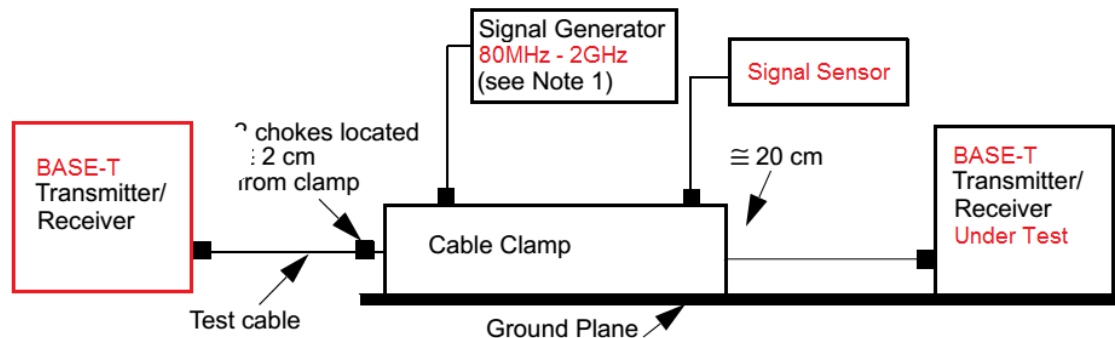 Signal Generator
80MHz - 2GHz
(see Note 1)
Signal Sensor
chokes located
2 cm
from clamp
≅ 20 cm
BASE-T
Transmitter/
Receiver
BASE-T
Transmitter/
Receiver
Under Test
Cable Clamp
Test cable
Ground Plane